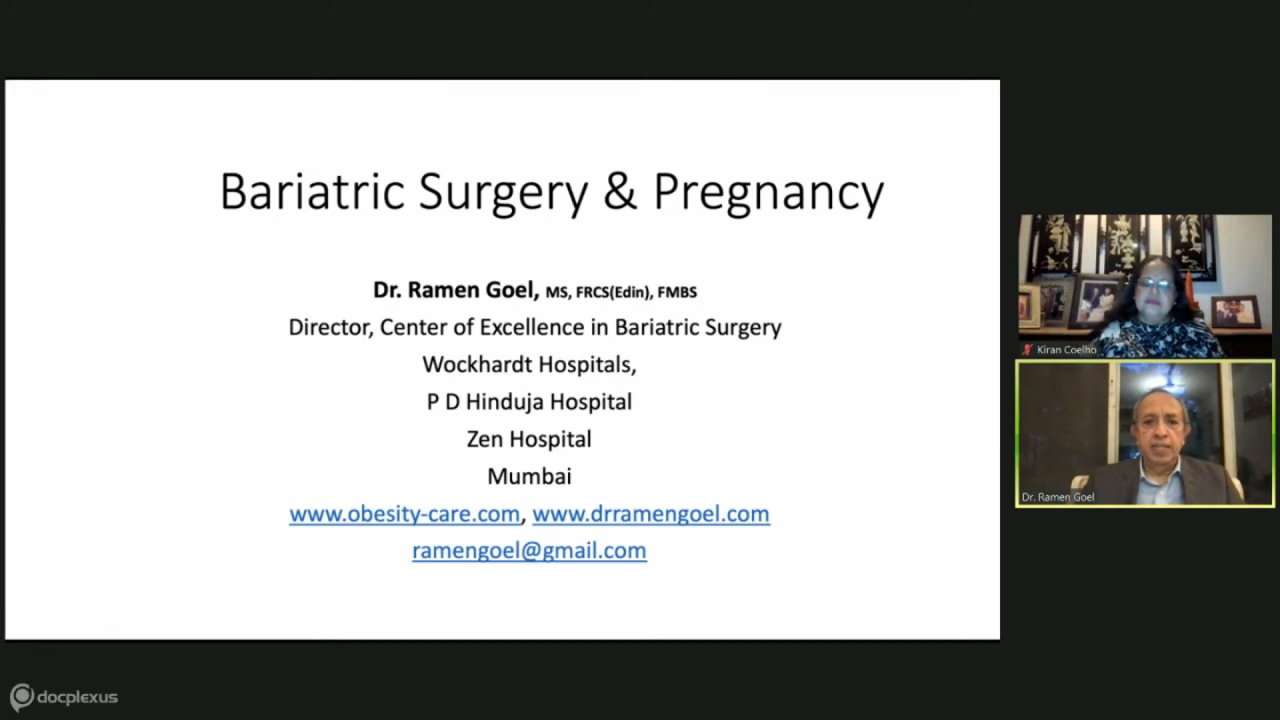 Bariatric Surgery & Pregnancy
Dr. Ramen Goel, MS, FRCS(Edin), FMBS
Director, Center of Excellence in Bariatric Surgery
Wockhardt Hospitals,
P D Hinduja Hospital
Zen Hospital
Mumbai
www.obesity-care.com, www.drramengoel.com
ramengoel@gmail.com
Kiran Coelho
Dr. Ramen Goel
docplexus